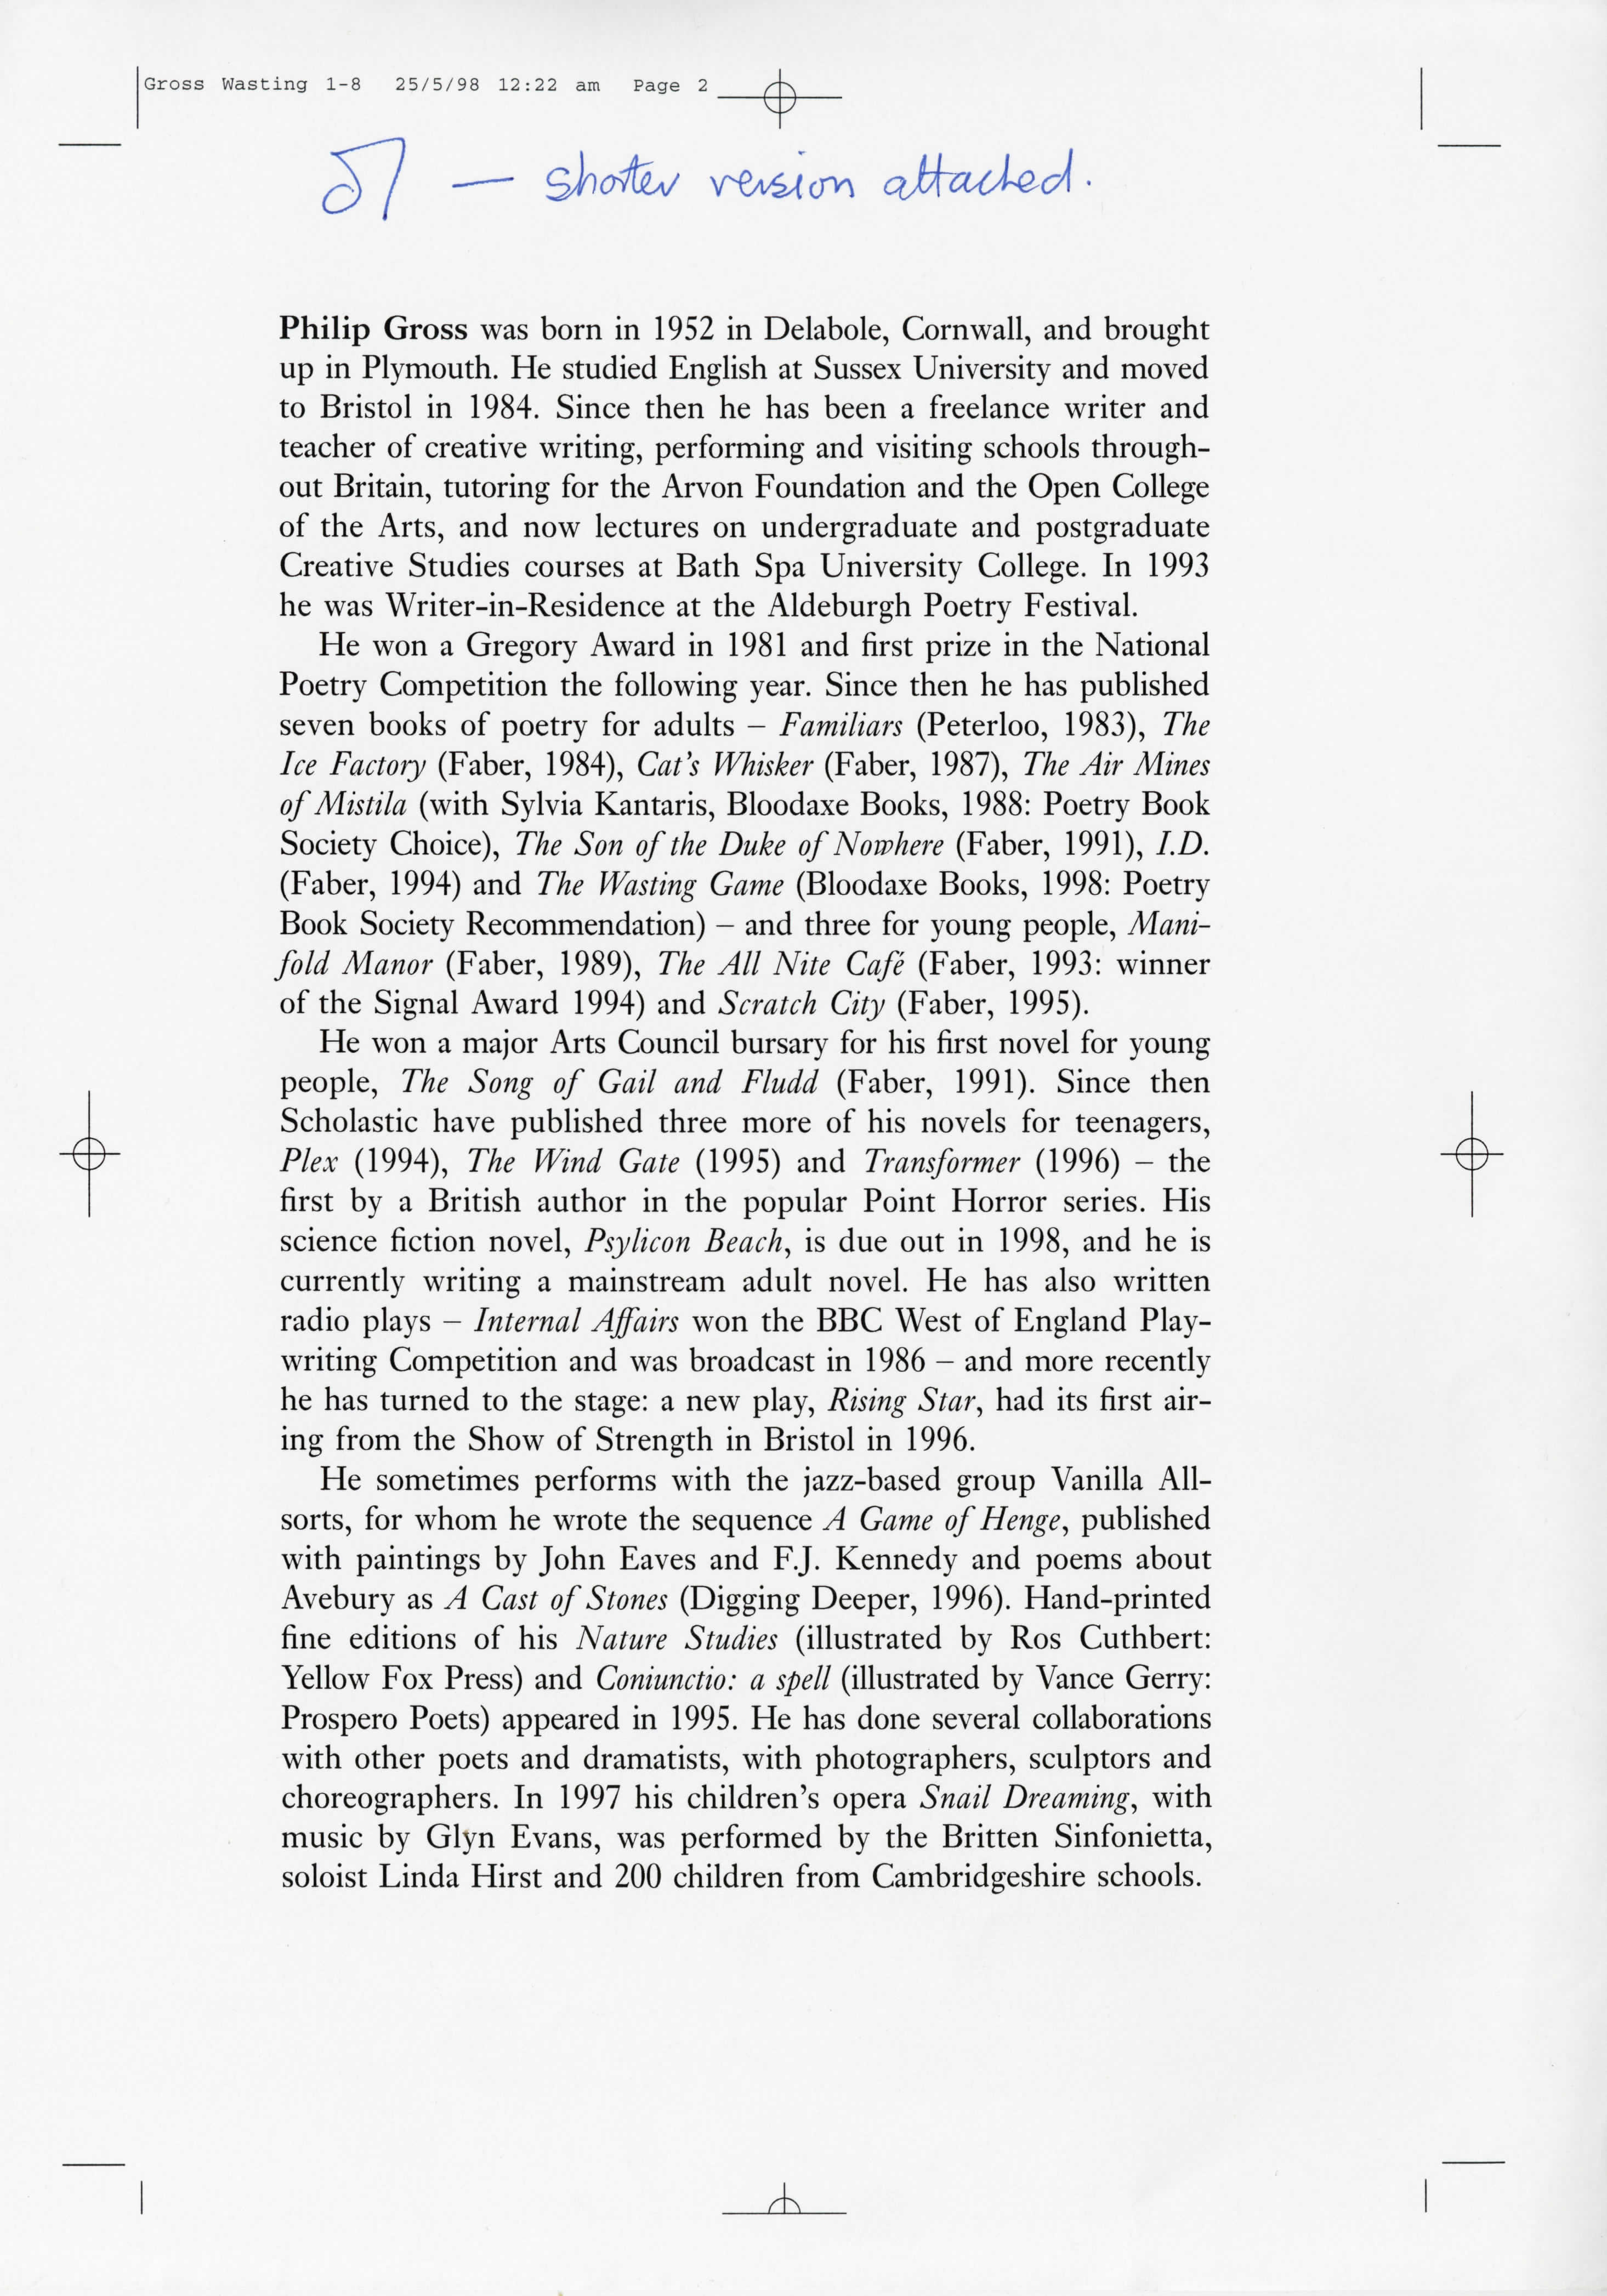 Gross Wasting 1-8 25/5/98 12:22 am Page 2
— shorter version attached.
Philip Gross was born in 1952 in Delabole, Cornwall, and brought
up in Plymouth. He studied English at Sussex University and moved
to Bristol in 1984. Since then he has been a freelance writer and
teacher of creative writing, performing and visiting schools through-
out Britain, tutoring for the Arvon Foundation and the Open College
of the Arts, and now lectures on undergraduate and postgraduate
Creative Studies courses at Bath Spa University College. In 1993
he was Writer-in-Residence at the Aldeburgh Poetry Festival.
He won a Gregory Award in 1981 and first prize in the National
Poetry Competition the following year. Since then he has published
seven books of poetry for adults – Familiars (Peterloo, 1983), The
Ice Factory (Faber, 1984), Cat's Whisker (Faber, 1987), The Air Mines
of Mistila (with Sylvia Kantaris, Bloodaxe Books, 1988: Poetry Book
Society Choice), The Son of the Duke of Nowhere (Faber, 1991), I.D.
(Faber, 1994) and The Wasting Game (Bloodaxe Books, 1998: Poetry
Book Society Recommendation) – and three for young people, Mani-
fold Manor (Faber, 1989), The All Nite Café (Faber, 1993: winner
of the Signal Award 1994) and Scratch City (Faber, 1995).
He won a major Arts Council bursary for his first novel for young
people, The Song of Gail and Fludd (Faber, 1991). Since then
Scholastic have published three more of his novels for teenagers,
Plex (1994), The Wind Gate (1995) and Transformer (1996) – the
first by a British author in the popular Point Horror series. His
science fiction novel, Psylicon Beach, is due out in 1998, and he is
currently writing a mainstream adult novel. He has also written
radio plays – Internal Affairs won the BBC West of England Play-
writing Competition and was broadcast in 1986 – and more recently
he has turned to the stage: a new play, Rising Star, had its first air-
ing from the Show of Strength in Bristol in 1996.
He sometimes performs with the jazz-based group Vanilla All-
sorts, for whom he wrote the sequence A Game of Henge, published
with paintings by John Eaves and F.J. Kennedy and poems about
Avebury as A Cast of Stones (Digging Deeper, 1996). Hand-printed
fine editions of his Nature Studies (illustrated by Ros Cuthbert:
Yellow Fox Press) and Coniunctio: a spell (illustrated by Vance Gerry:
Prospero Poets) appeared in 1995. He has done several collaborations
with other poets and dramatists, with photographers, sculptors and
choreographers. In 1997 his children's opera Snail Dreaming, with
music by Glyn Evans, was performed by the Britten Sinfonietta,
soloist Linda Hirst and 200 children from Cambridgeshire schools.